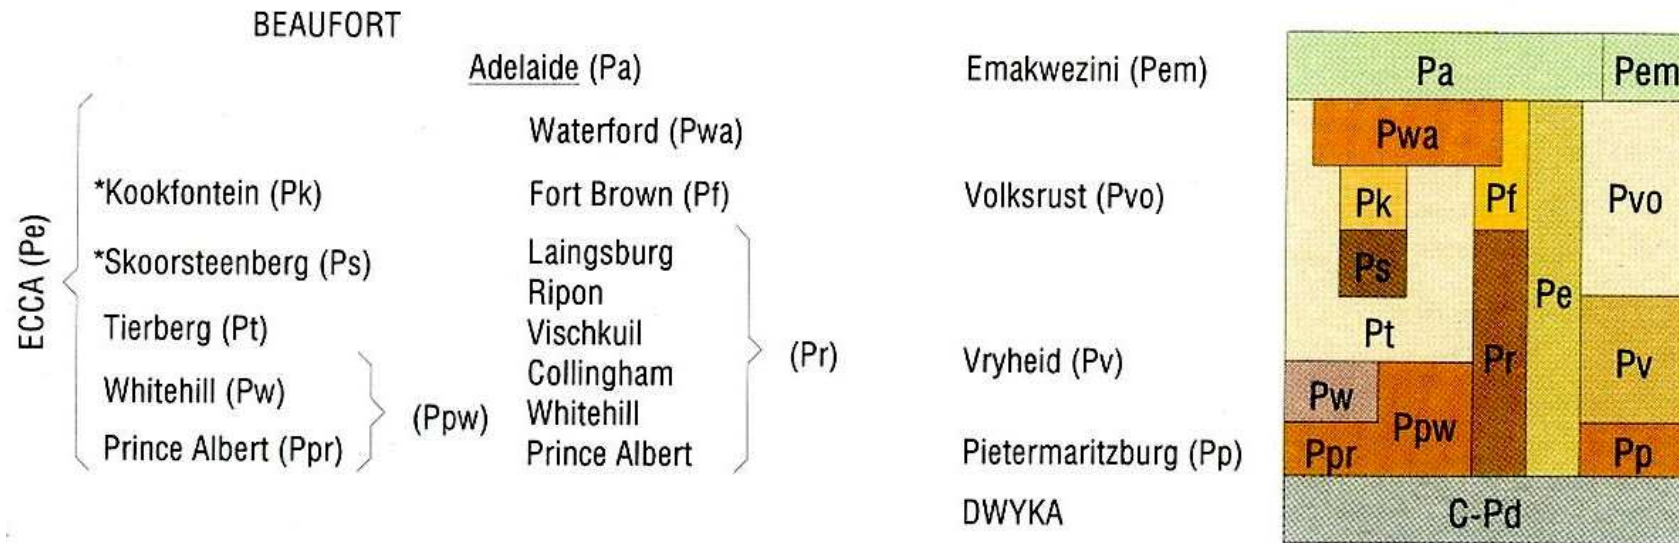 BEAUFORT
Adelaide (Pa)
Emakwezini (Pem)
Waterford (Pwa)
ECCA (Pe)
*Kookfontein (Pk)
Fort Brown (Pf)
Volksrust (Pvo)
*Skoorsteenberg (Ps)
Laingsburg
Ripon
Tierberg (Pt)
Vischkuil
(Pr)
Vryheid (Pv)
Collingham
Whitehill (Pw)
(Ppw)
Whitehill
Prince Albert (Ppr)
Prince Albert
Pietermaritzburg (Pp)
DWYKA
Pa
Pem
Pwa
Pk
Pf
Pvo
Ps
Pe
Pt
Pr
Pv
Pw
Ppw
Ppr
Pp
C-Pd